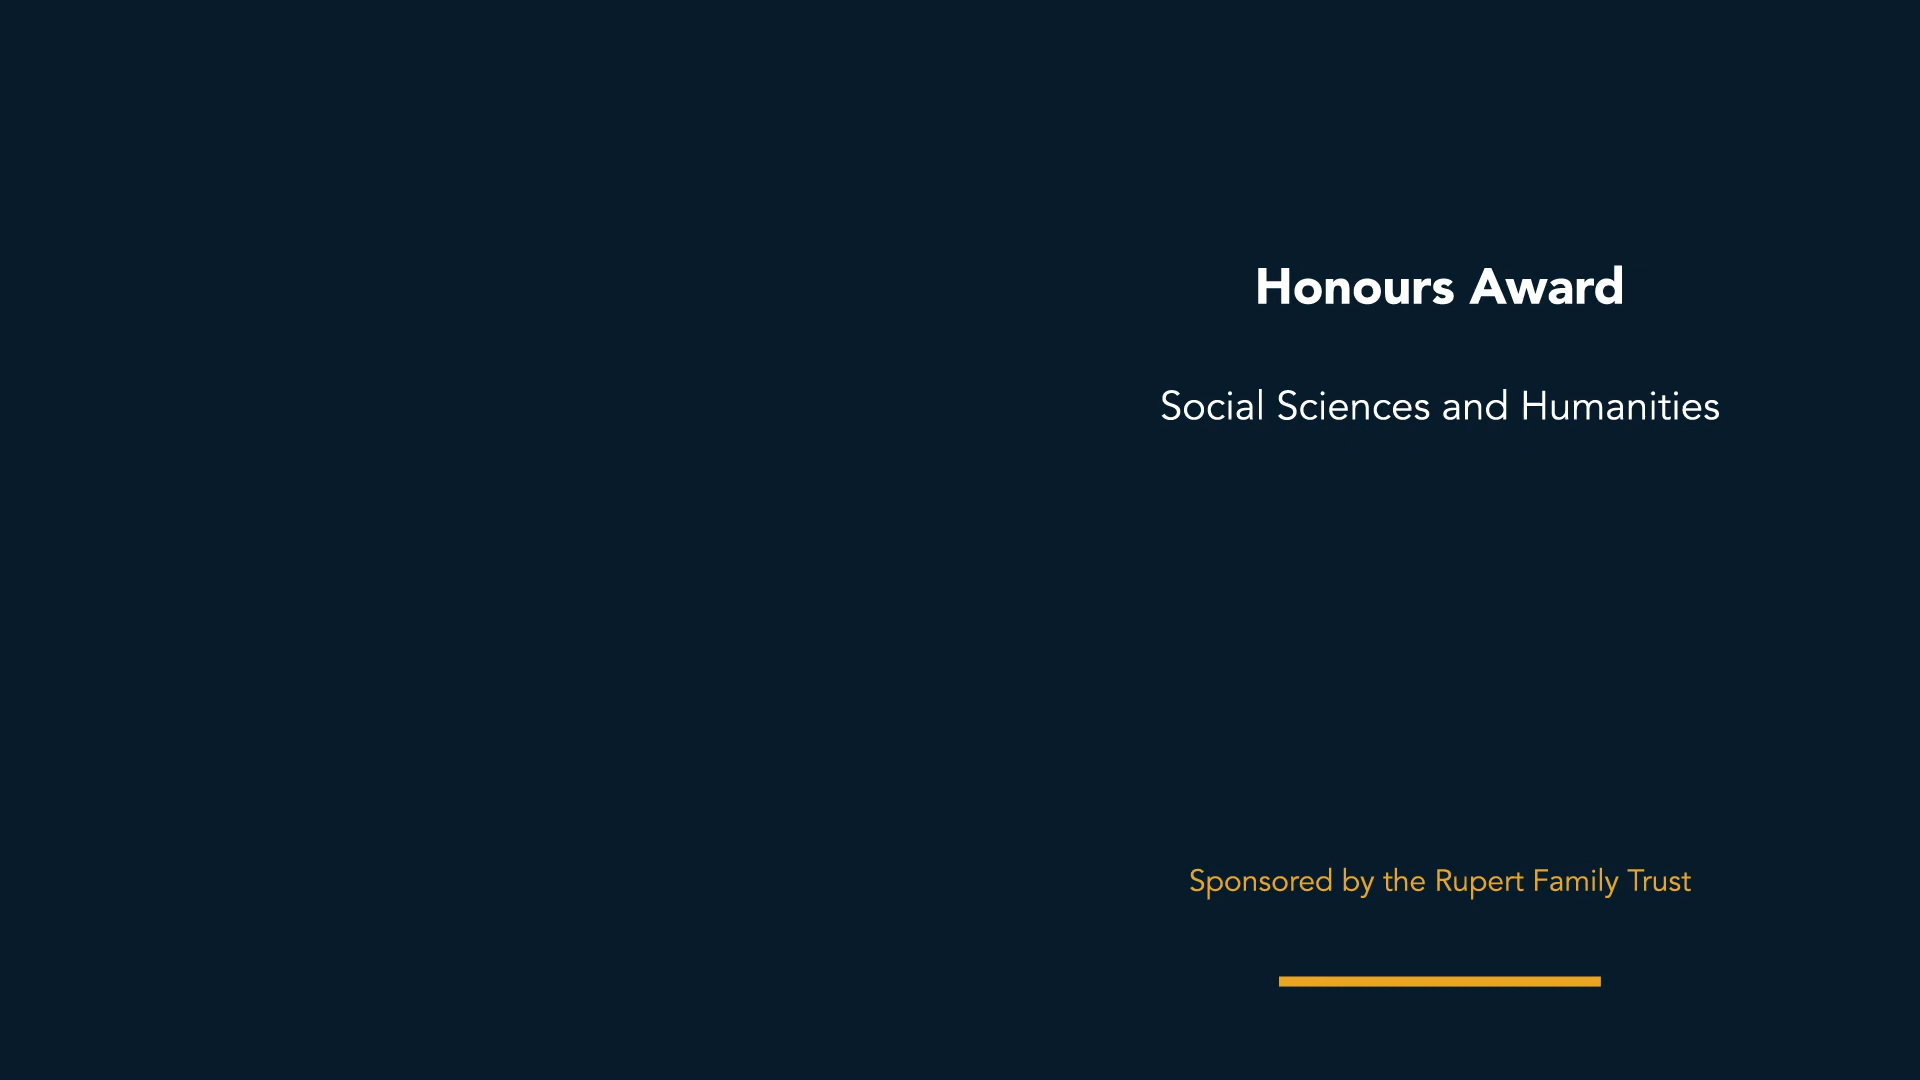 Honours Award
Social Sciences and Humanities
Sponsored by the Rupert Family Trust